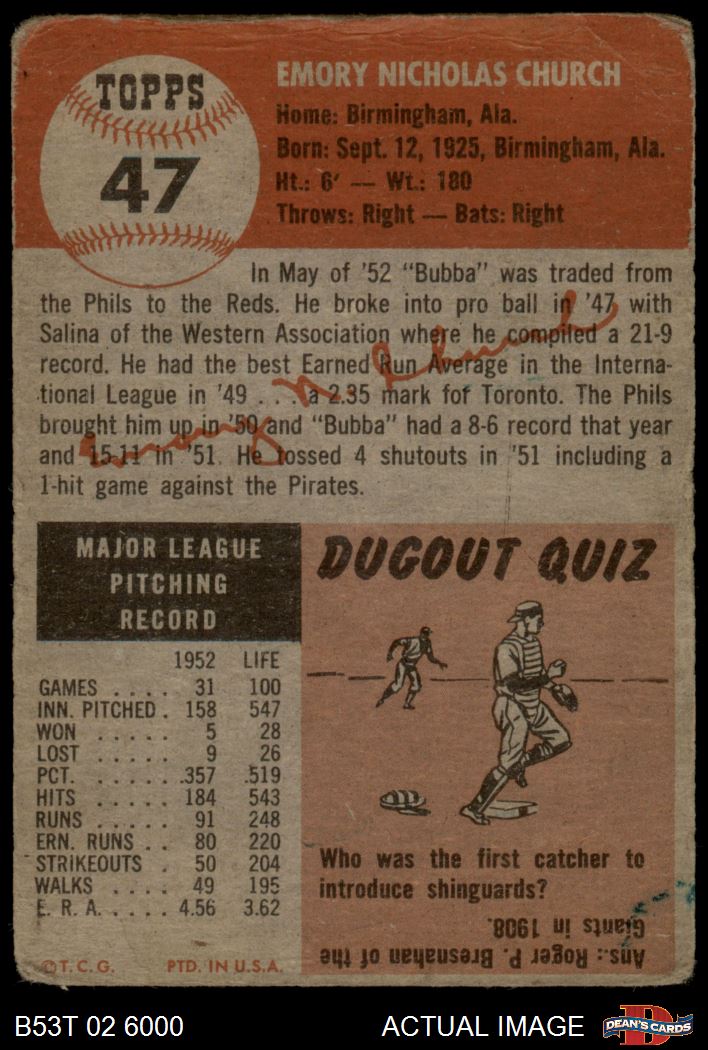 TOPPS
47
EMORY NICHOLAS CHURCH
Home: Birmingham, Ala.
Born: Sept. 12, 1925, Birmingham, Ala.
Ht.: 6' — Wt.: 180
Throws: Right — Bats: Right
In May of '52 "Bubba" was traded from
the Phils to the Reds. He broke into pro ball in '47 with
Salina of the Western Association where he compiled a 21-9
record. He had the best Earned Run Average in the Interna-
tional League in '49 . . . a 2.35 mark for Toronto. The Phils
brought him up in '50 and "Bubba" had a 8-6 record that year
and 15-11 in '51. He tossed 4 shutouts in '51 including a
1-hit game against the Pirates.
Emory N. Church
MAJOR LEAGUE
PITCHING
RECORD
1952 LIFE
GAMES . . . . 31 100
INN. PITCHED . 158 547
WON . . . . . 5 28
LOST . . . . . 9 26
PCT. . . . . . .357 .519
HITS . . . . . 184 543
RUNS . . . . . 91 248
ERN. RUNS . . 80 220
STRIKEOUTS . 50 204
WALKS . . . . 49 195
E. R. A. . . . . . 4.56 3.62
©T.C.G. PTD. IN U.S.A.
DUGOUT QUIZ
Who was the first catcher to
introduce shinguards?
Ans.: Roger P. Bresnahan of the
Giants in 1908.
B53T 02 6000
ACTUAL IMAGE
D
DEAN'S CARDS